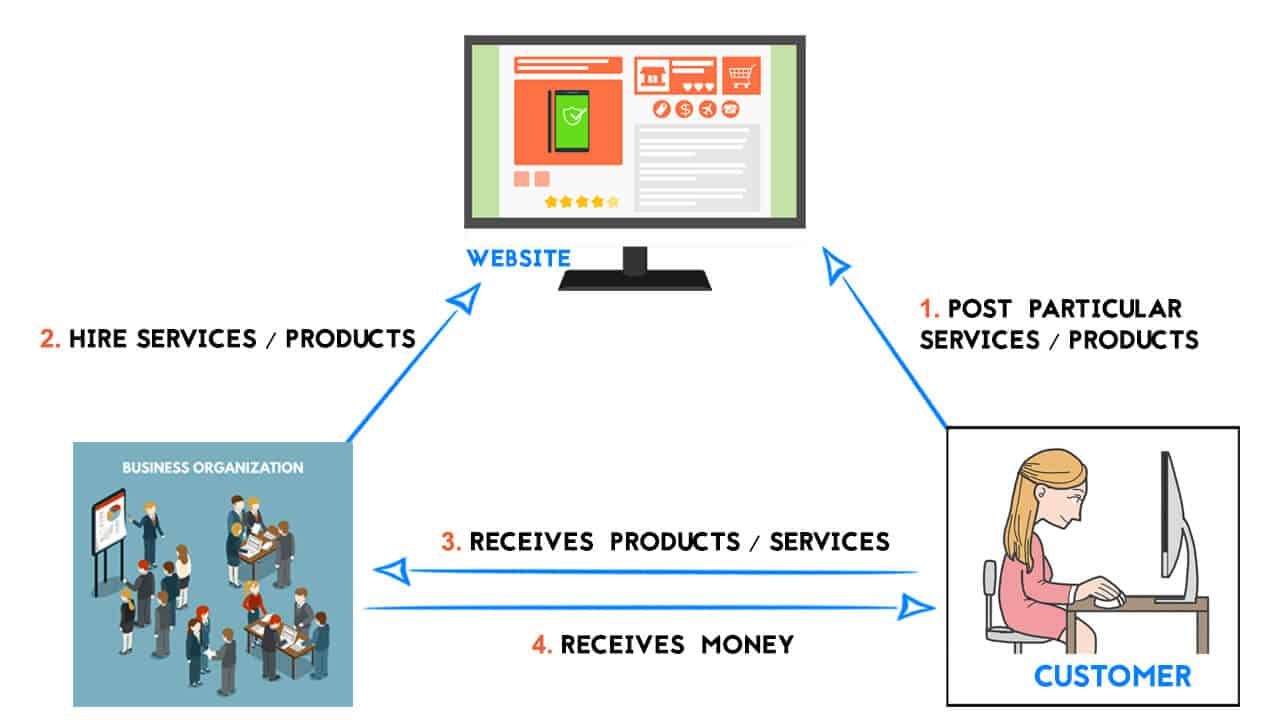 WEBSITE
1. POST PARTICULAR
SERVICES / PRODUCTS
2. HIRE SERVICES / PRODUCTS
BUSINESS ORGANIZATION
3. RECEIVES PRODUCTS / SERVICES
4. RECEIVES MONEY
CUSTOMER